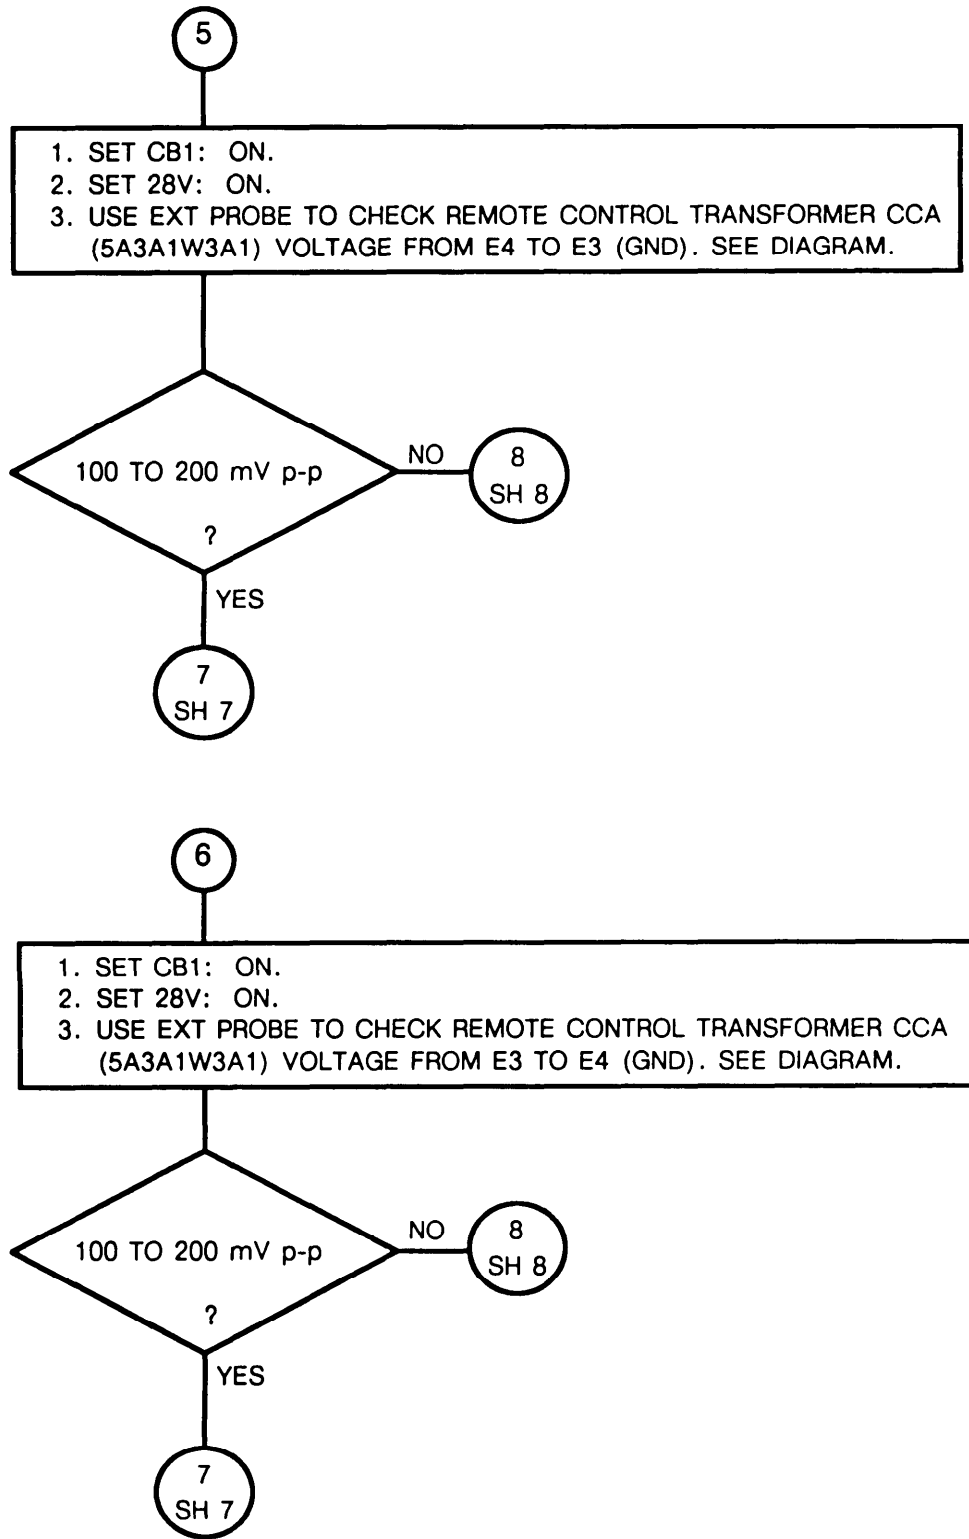 5
1. SET CB1: ON.
2. SET 28V: ON.
3. USE EXT PROBE TO CHECK REMOTE CONTROL TRANSFORMER CCA
(5A3A1W3A1) VOLTAGE FROM E4 TO E3 (GND). SEE DIAGRAM.
100 TO 200 mV p-p
?
NO
8
SH 8
YES
7
SH 7
6
1. SET CB1: ON.
2. SET 28V: ON.
3. USE EXT PROBE TO CHECK REMOTE CONTROL TRANSFORMER CCA
(5A3A1W3A1) VOLTAGE FROM E3 TO E4 (GND). SEE DIAGRAM.
100 TO 200 mV p-p
?
NO
8
SH 8
YES
7
SH 7